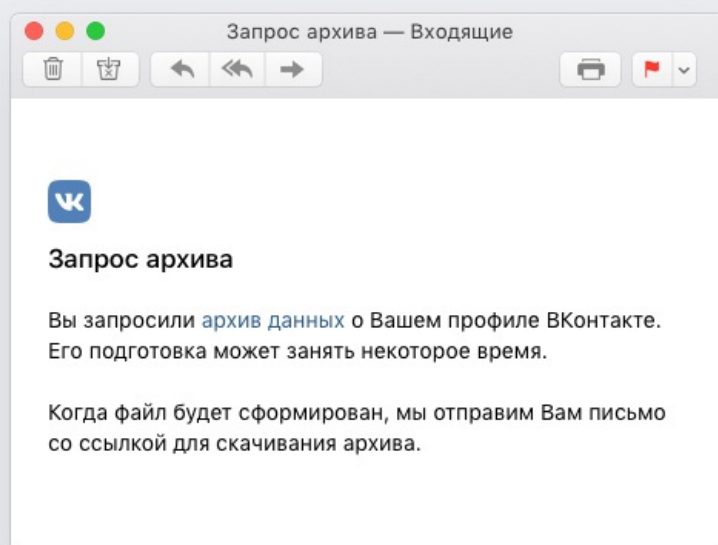 Запрос архива — Входящие
VK
Запрос архива
Вы запросили архив данных о Вашем профиле ВКонтакте.
Его подготовка может занять некоторое время.
Когда файл будет сформирован, мы отправим Вам письмо
со ссылкой для скачивания архива.